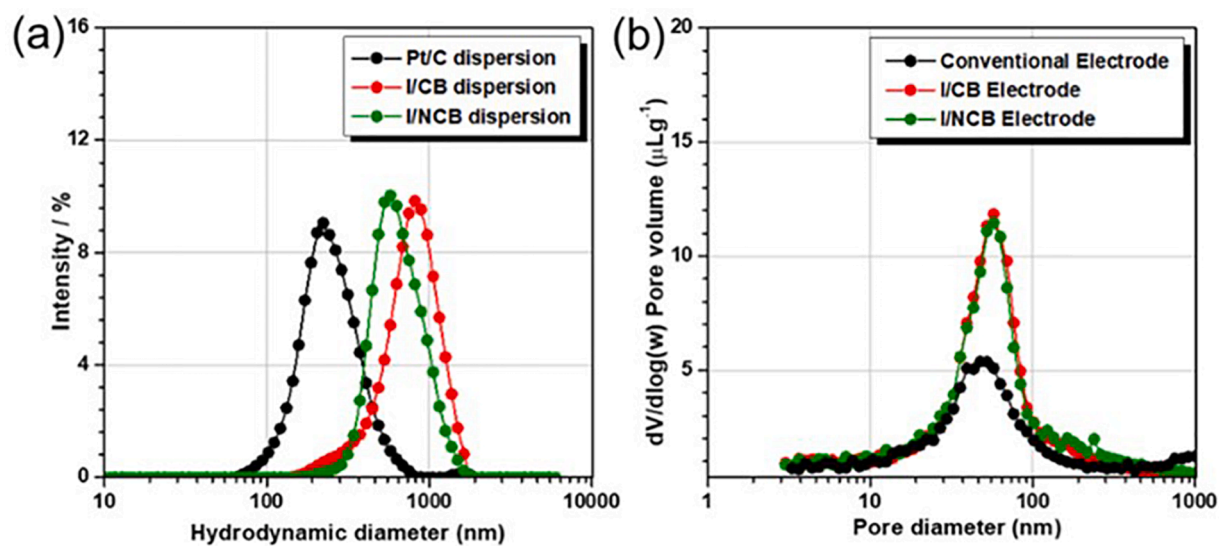 (a)
16
12
8
4
0
Intensity / %
Pt/C dispersion
I/CB dispersion
I/NCB dispersion
10
100
1000
10000
Hydrodynamic diameter (nm)
(b)
20
15
10
5
dV/dlog(w) Pore volume (µLg⁻¹)
Conventional Electrode
I/CB Electrode
I/NCB Electrode
1
10
100
1000
Pore diameter (nm)